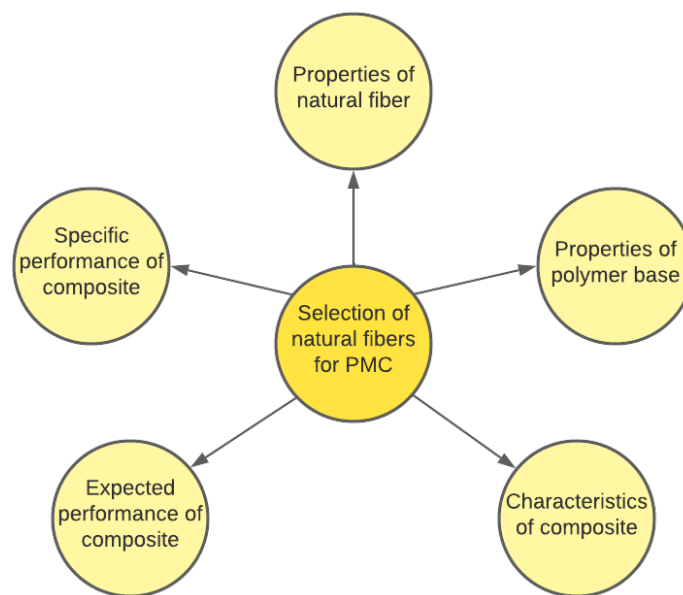 Properties of
natural fiber
Specific
performance of
composite
Properties of
polymer base
Selection of
natural fibers
for PMC
Expected
performance of
composite
Characteristics
of composite